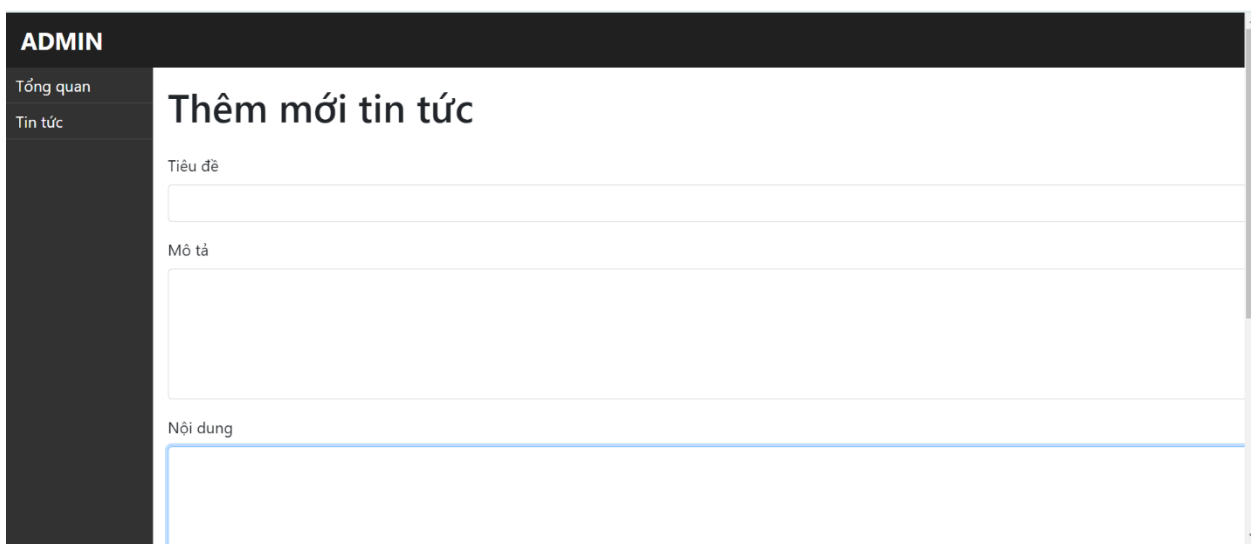 ADMIN
Tổng quan
Tin tức
Thêm mới tin tức
Tiêu đề
Mô tả
Nội dung